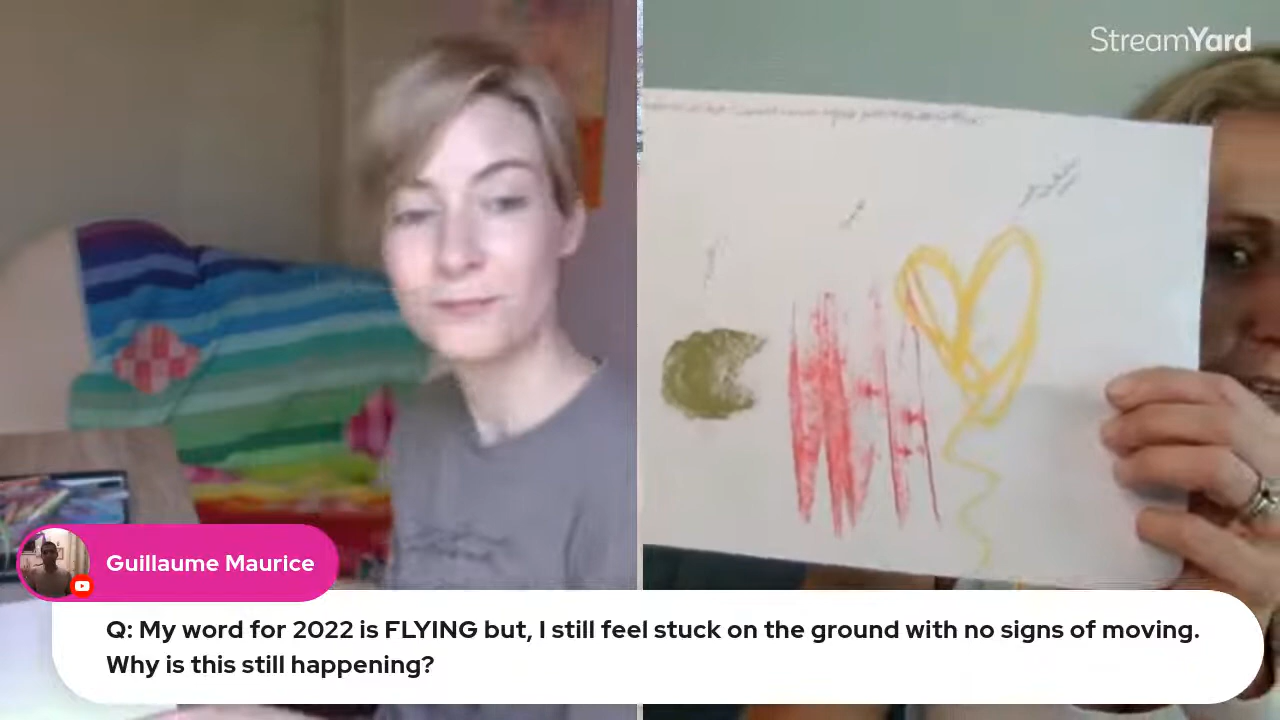 StreamYard
Guillaume Maurice
Q: My word for 2022 is FLYING but, I still feel stuck on the ground with no signs of moving.
Why is this still happening?